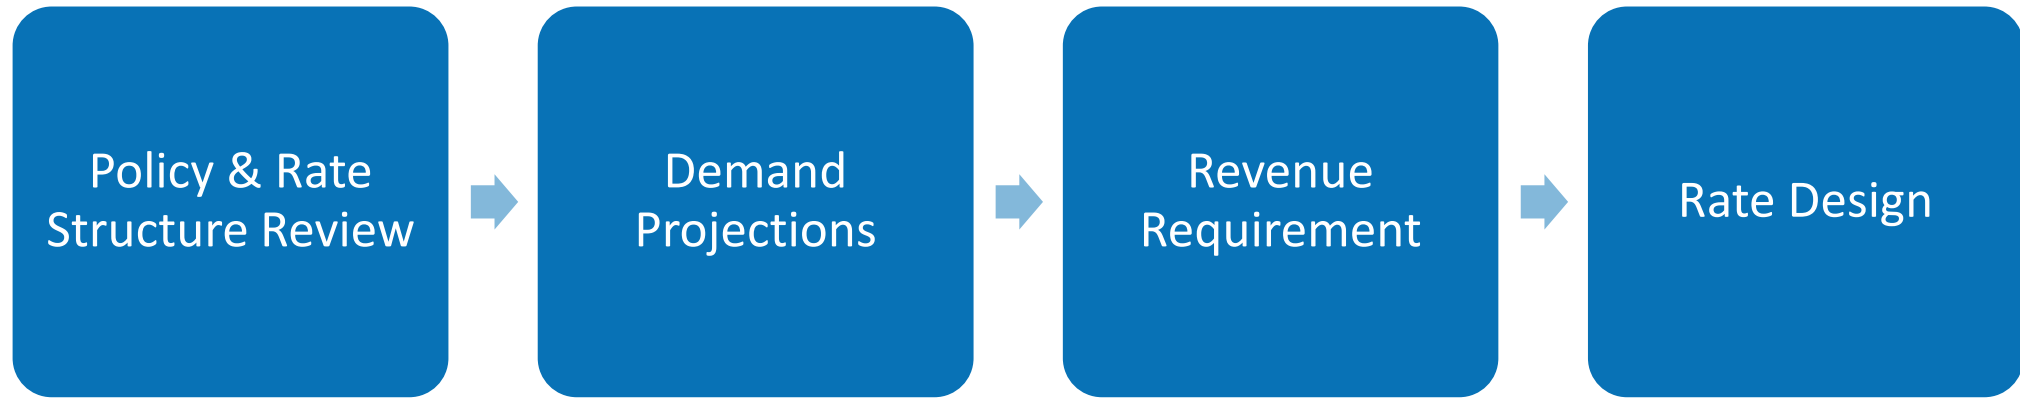 Policy & Rate
Structure Review
Demand
Projections
Revenue
Requirement
Rate Design